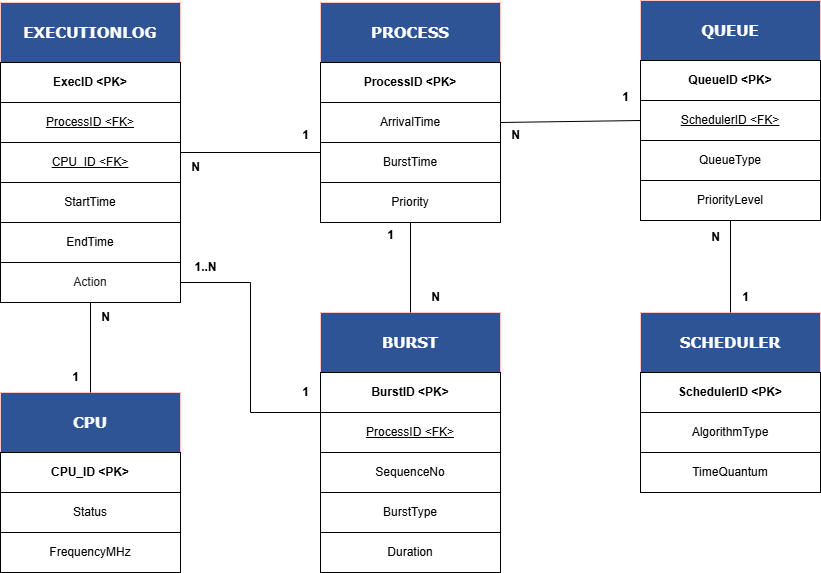 EXECUTIONLOG
ExecID <PK>
ProcessID <FK>
CPU_ID <FK>
StartTime
EndTime
Action
PROCESS
ProcessID <PK>
ArrivalTime
BurstTime
Priority
QUEUE
QueueID <PK>
SchedulerID <FK>
QueueType
PriorityLevel
1
N
1
N
1..N
1
N
1
N
1
N
1
N
1
CPU
CPU_ID <PK>
Status
FrequencyMHz
BURST
BurstID <PK>
ProcessID <FK>
SequenceNo
BurstType
Duration
SCHEDULER
SchedulerID <PK>
AlgorithmType
TimeQuantum